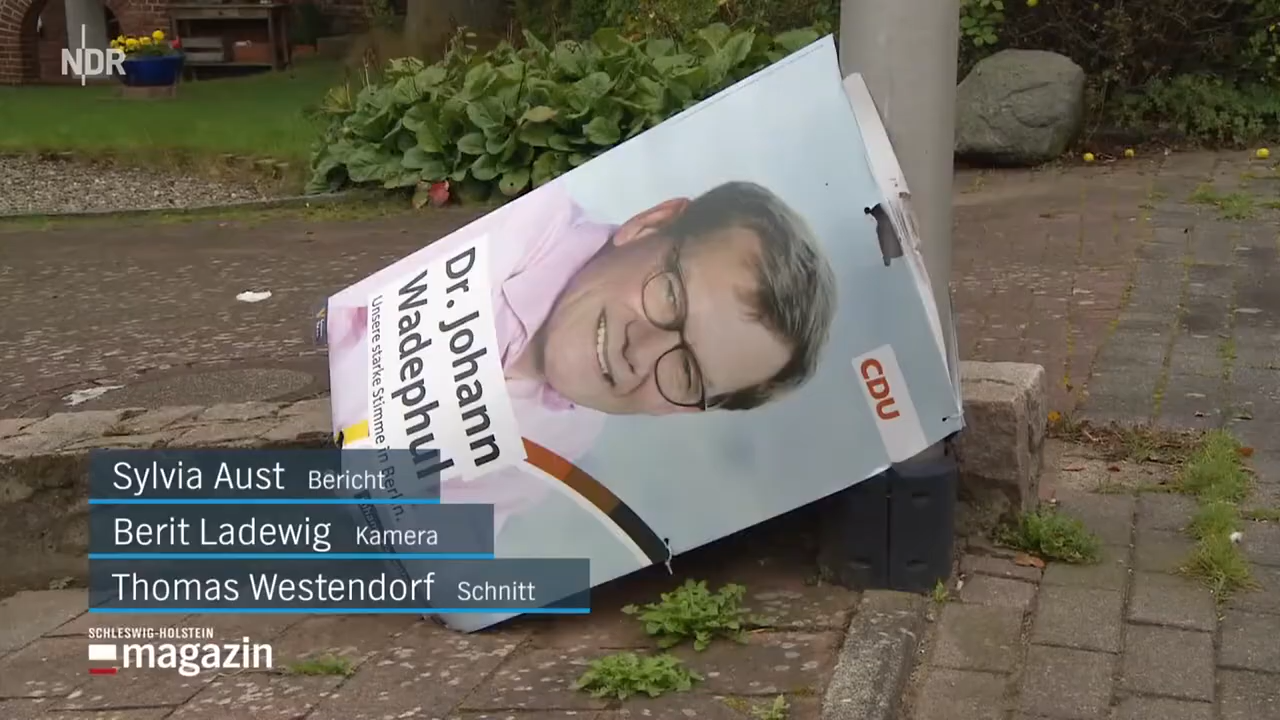 NDR
Dr. Johann
Wadephul
Unsere starke Stimme in Berlin.
CDU
Sylvia Aust Bericht
Berit Ladewig Kamera
Thomas Westendorf Schnitt
SCHLESWIG-HOLSTEIN
magazin